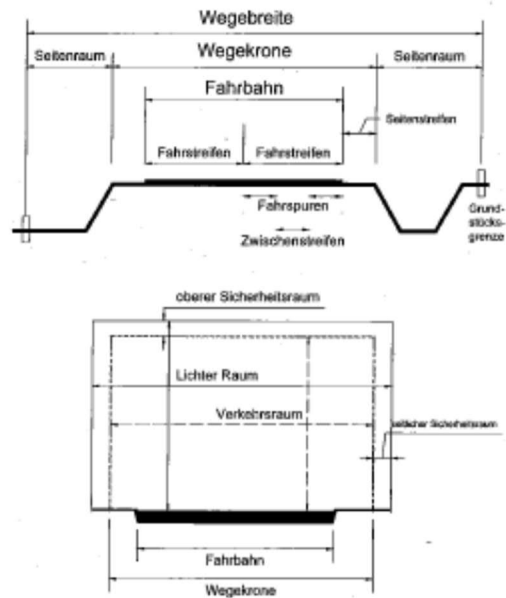 Wegebreite
Seitenraum
Wegekrone
Seitenraum
Fahrbahn
Seitenstreifen
Fahrstreifen
Fahrstreifen
Fahrspuren
Zwischenstreifen
Grund-
stücks-
grenze
oberer Sicherheitsraum
Lichter Raum
Verkehrsraum
seitlicher Sicherheitsraum
Fahrbahn
Wegekrone